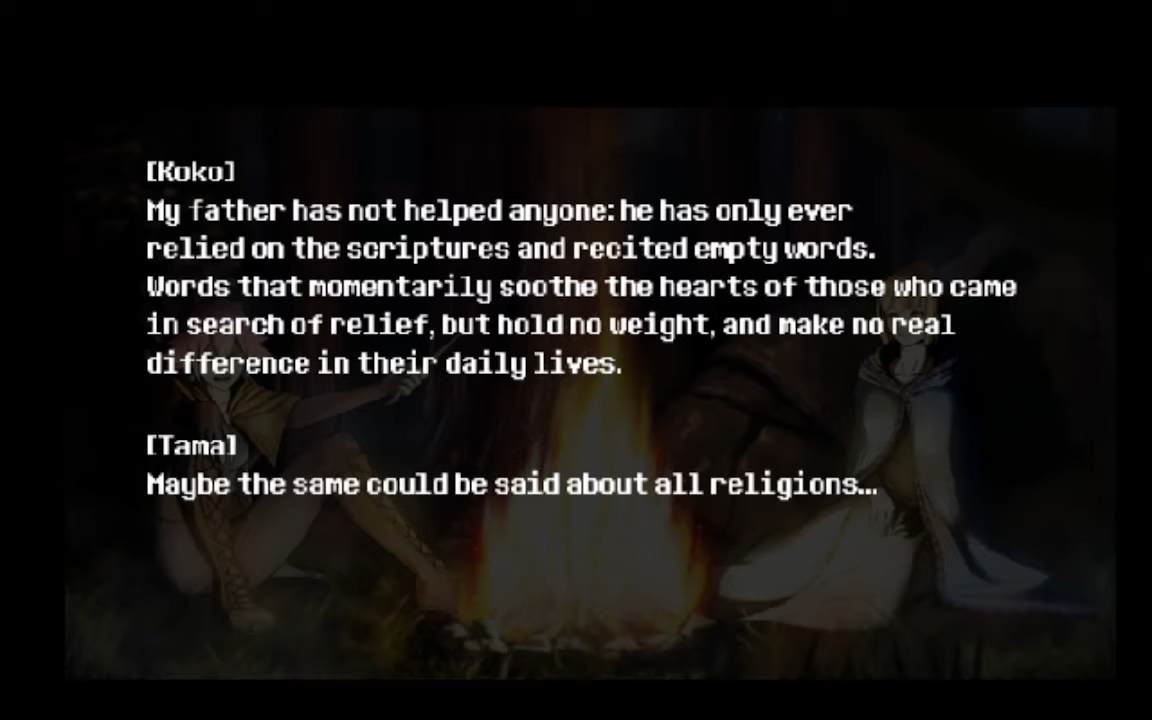 [Koko]
My father has not helped anyone: he has only ever
relied on the scriptures and recited empty words.
Words that momentarily soothe the hearts of those who came
in search of relief, but hold no weight, and make no real
difference in their daily lives.
[Tama]
Maybe the same could be said about all religions...